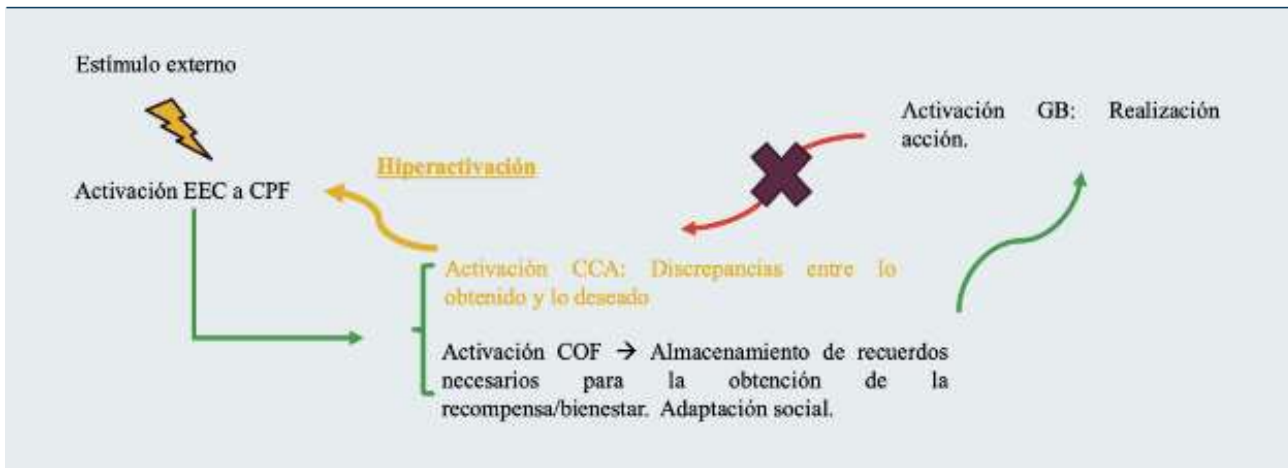 Estímulo externo
Activación GB: Realización
acción.
Hiperactivación
Activación EEC a CPF
Activación CCA: Discrepancias entre lo
obtenido y lo deseado
Activación COF → Almacenamiento de recuerdos
necesarios para la obtención de la
recompensa/bienestar. Adaptación social.